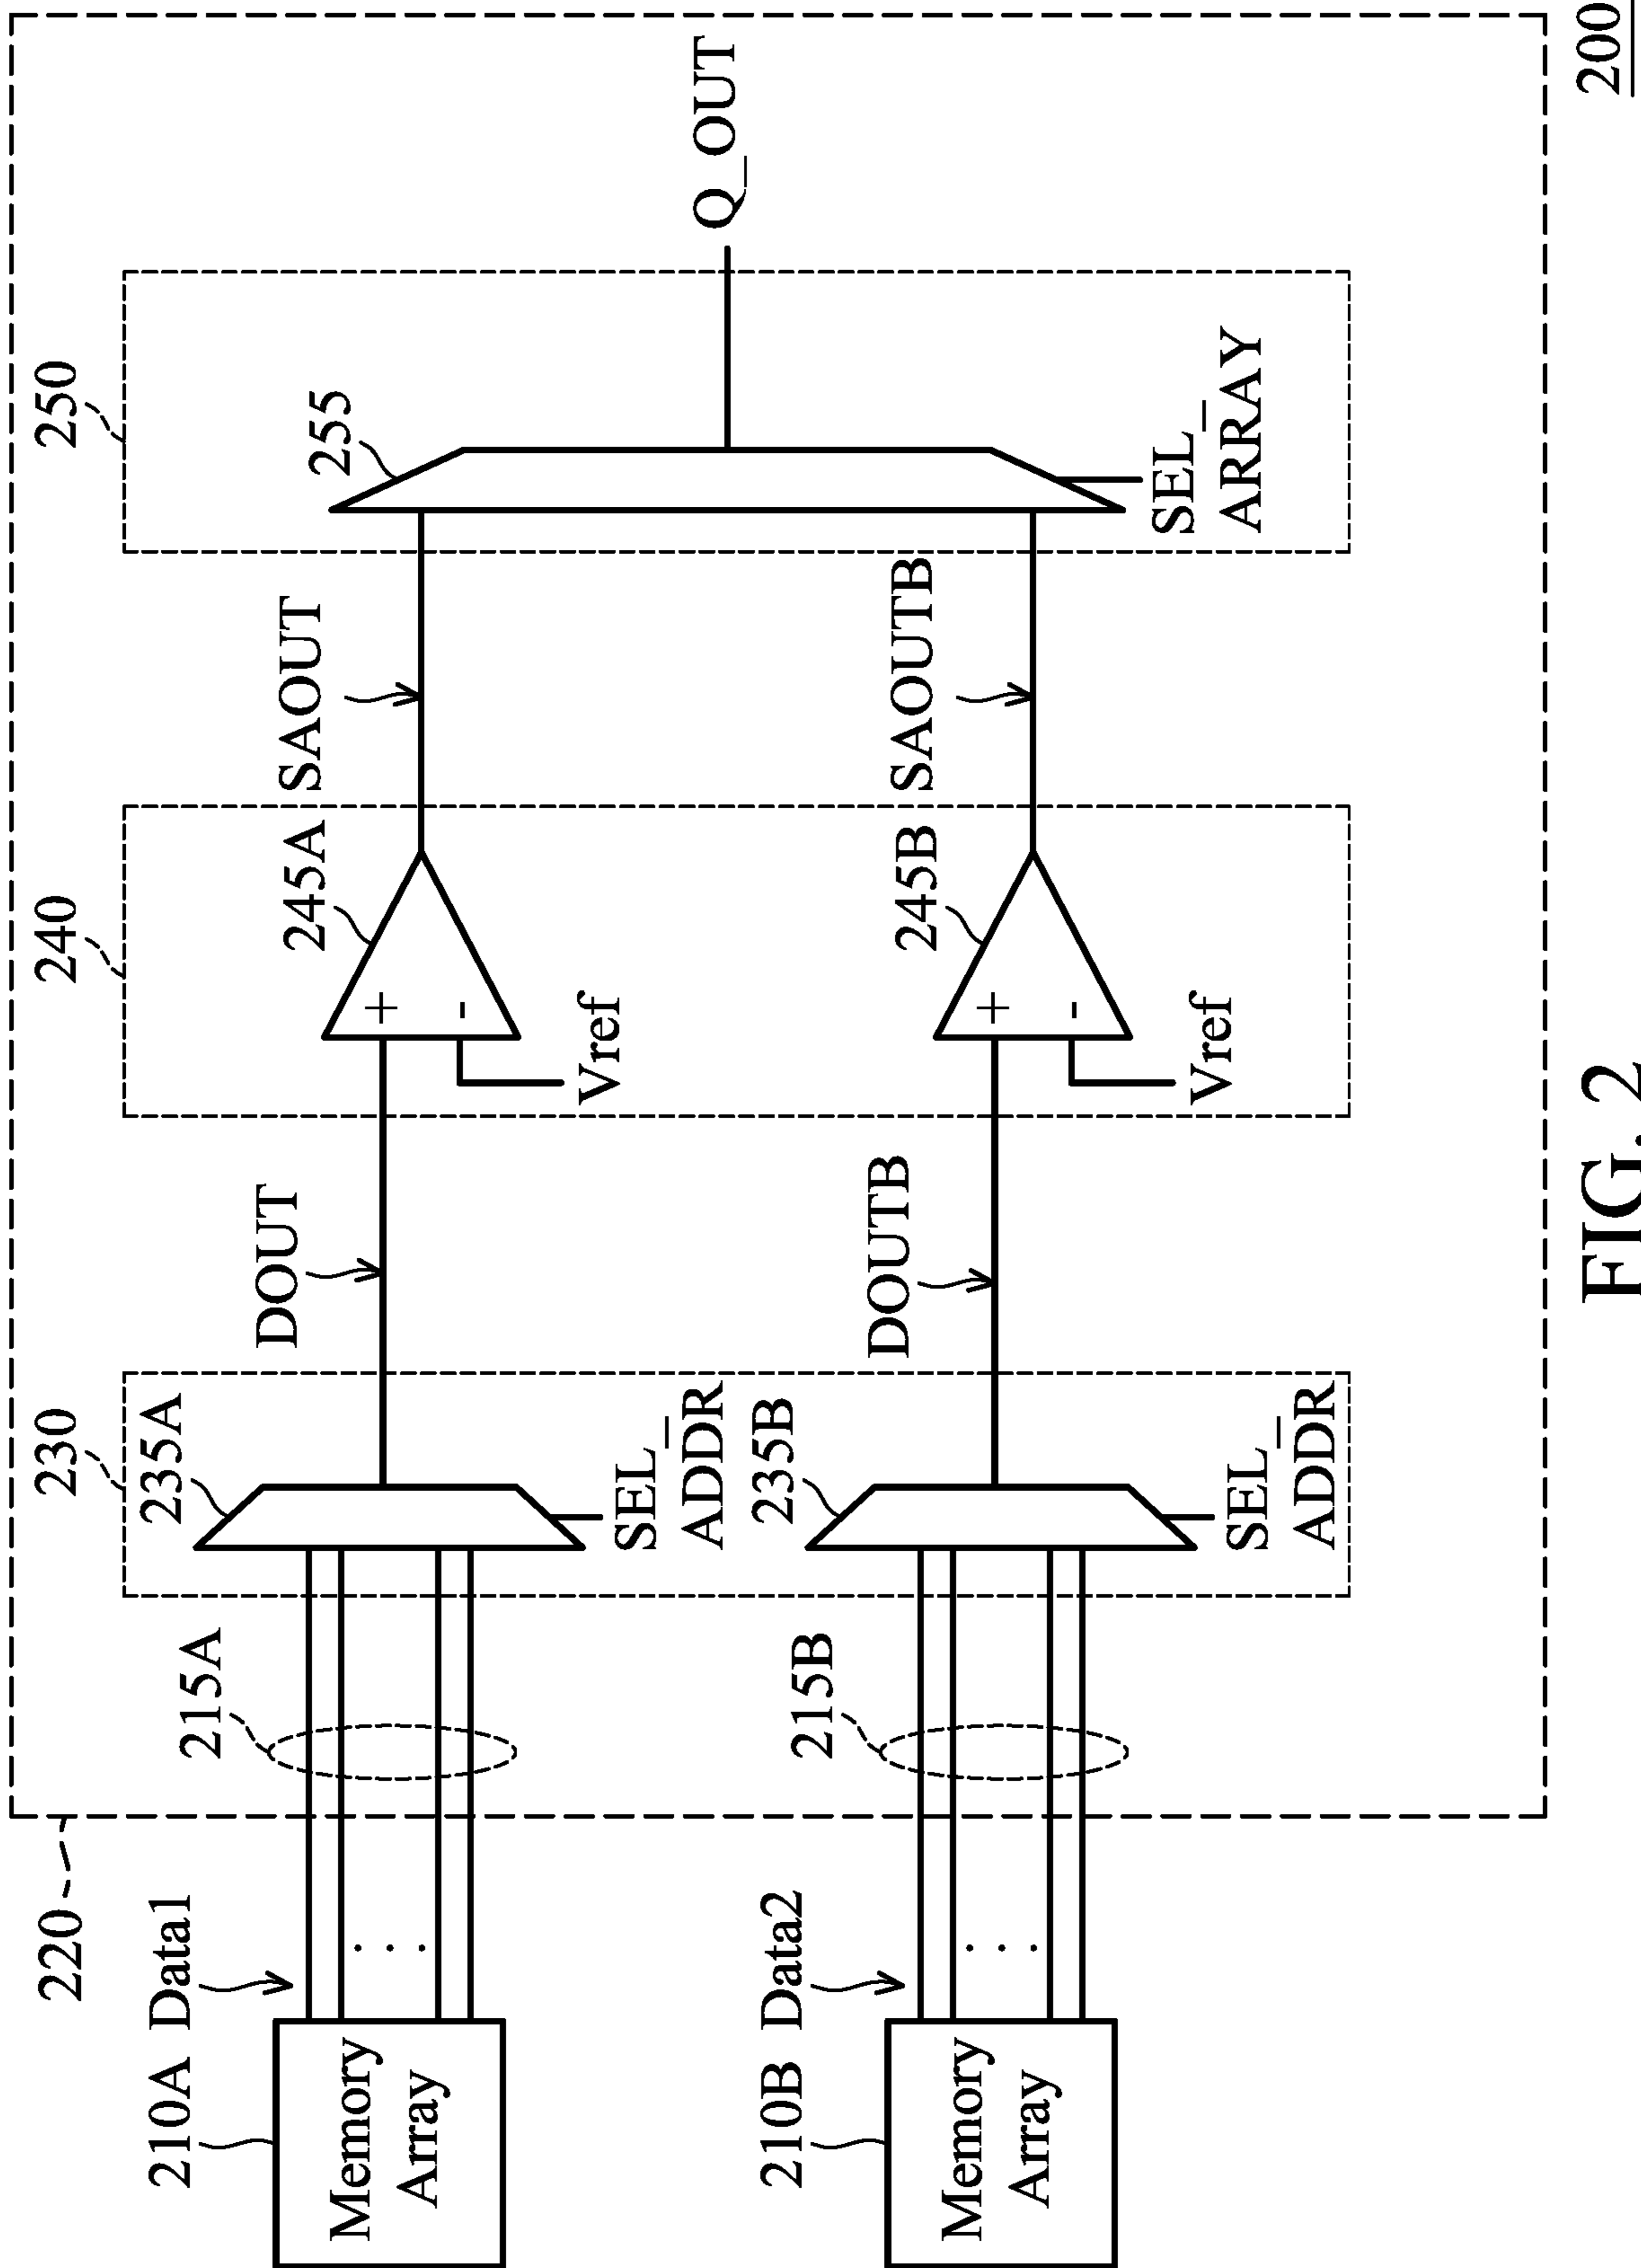 220
230
240
250
210A
Data1
215A
235A
DOUT
245A
SAOUT
255
Memory
Array
. . .
SEL_
ADDR
+
-
Vref
Q_OUT
210B
Data2
215B
235B
DOUTB
245B
SAOUTB
Memory
Array
. . .
SEL_
ADDR
+
-
Vref
SEL_
ARRAY
200
FIG. 2